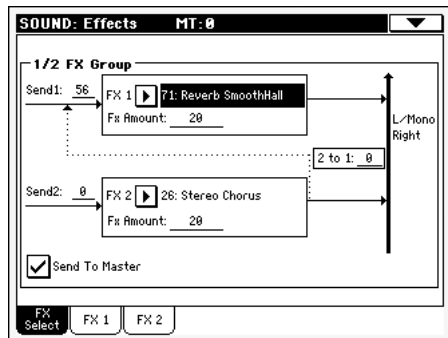 SOUND: Effects MT:0
1/2 FX Group
Send1: 56
FX 1 71: Reverb SmoothHall
Fx Amount: 20
L/Mono
Right
2 to 1: 0
Send2: 0
FX 2 26: Stereo Chorus
Fx Amount: 20
Send To Master
FX Select
FX 1
FX 2